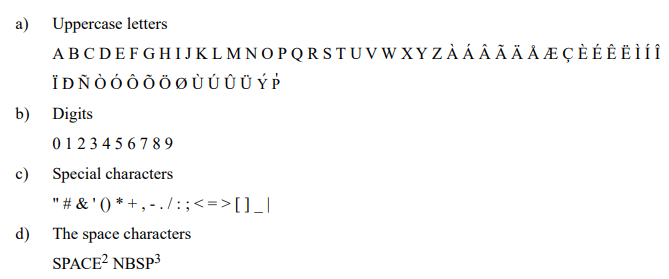 a) Uppercase letters
A B C D E F G H I J K L M N O P Q R S T U V W X Y Z À Á Â Ã Ä Å Æ Ç È É Ê Ë Ì Í Î
Ï D Ñ Ò Ó Ô Õ Ö Ø Ù Ú Û Ü Ý P̍
b) Digits
0 1 2 3 4 5 6 7 8 9
c) Special characters
" # & ' () * + , - . / : ; < = > [ ] _ |
d) The space characters
SPACE² NBSP³